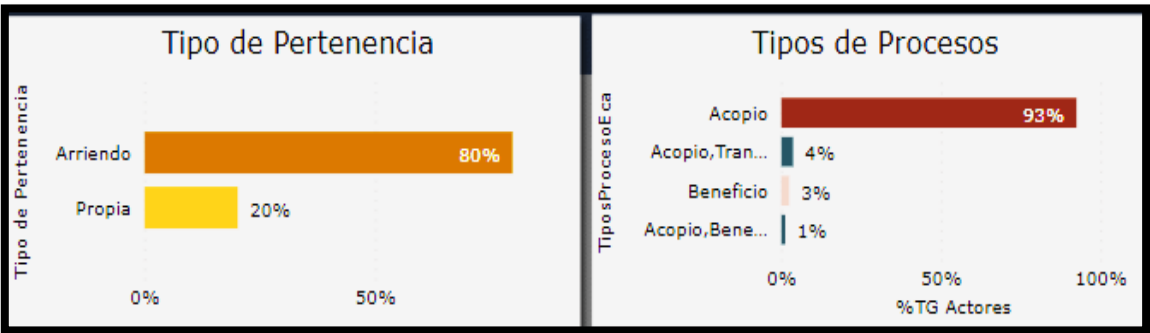 Tipo de Pertenencia
Tipo de Pertenencia
Arriendo
80%
Propia
20%
0%
50%
Tipos de Procesos
TiposProcesoEca
Acopio
93%
Acopio,Tran...
4%
Beneficio
3%
Acopio,Bene...
1%
0%
50%
100%
%TG Actores